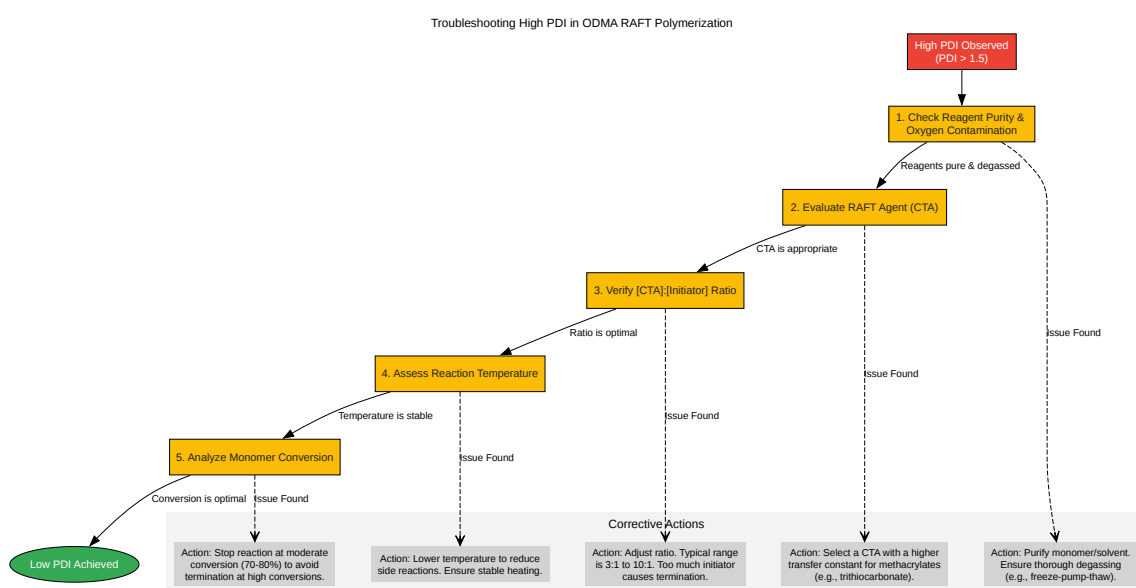 Troubleshooting High PDI in ODMA RAFT Polymerization
High PDI Observed
(PDI > 1.5)
1. Check Reagent Purity &
Oxygen Contamination
Reagents pure & degassed
2. Evaluate RAFT Agent (CTA)
CTA is appropriate
3. Verify [CTA]:[Initiator] Ratio
Ratio is optimal
Issue Found
4. Assess Reaction Temperature
Issue Found
Temperature is stable
Issue Found
5. Analyze Monomer Conversion
Issue Found
Conversion is optimal
Issue Found
Corrective Actions
Low PDI Achieved
Action: Stop reaction at moderate
conversion (70-80%) to avoid
termination at high conversions.
Action: Lower temperature to reduce
side reactions. Ensure stable heating.
Action: Adjust ratio. Typical range
is 3:1 to 10:1. Too much initiator
causes termination.
Action: Select a CTA with a higher
transfer constant for methacrylates
(e.g., trithiocarbonate).
Action: Purify monomer/solvent.
Ensure thorough degassing
(e.g., freeze-pump-thaw).